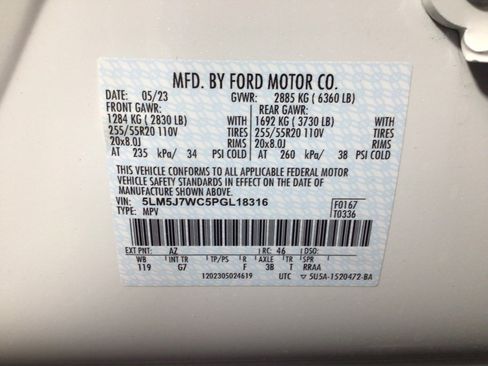 MFD. BY FORD MOTOR CO.
DATE: 05/23 GVWR: 2885 KG ( 6360 LB)
FRONT GAWR: REAR GAWR:
1284 KG ( 2830 LB) WITH 1692 KG ( 3730 LB) WITH
255/55R20 110V TIRES 255/55R20 110V TIRES
20x8.0J RIMS 20x8.0J RIMS
AT 235 kPa/ 34 PSI COLD AT 260 kPa/ 38 PSI COLD
THIS VEHICLE CONFORMS TO ALL APPLICABLE FEDERAL MOTOR
VEHICLE SAFETY STANDARDS IN EFFECT ON THE DATE OF
MANUFACTURE SHOWN ABOVE.
VIN: 5LM5J7WC5PGL18316 F0167
TYPE: MPV T0336
EXT PNT: AZ RC: 46 DSO:
WB INT TR TP/PS R AXLE TR SPR
119 G7 F 3B T RRAA
1202305024619 UTC 5U5A-1520472-BA